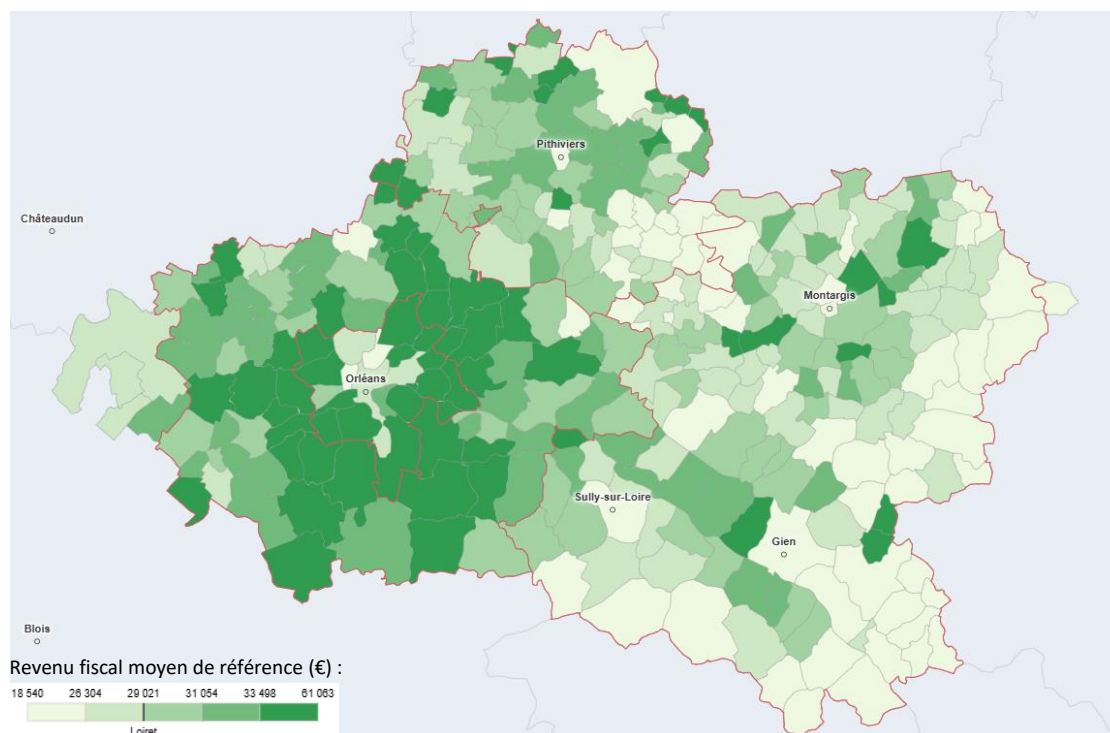 Pithiviers
Châteaudun
Montargis
Orléans
Sully-sur-Loire
Gien
Blois
Revenu fiscal moyen de référence (€) :
18 540 26 304 29 021 31 054 33 498 61 063
Loiret